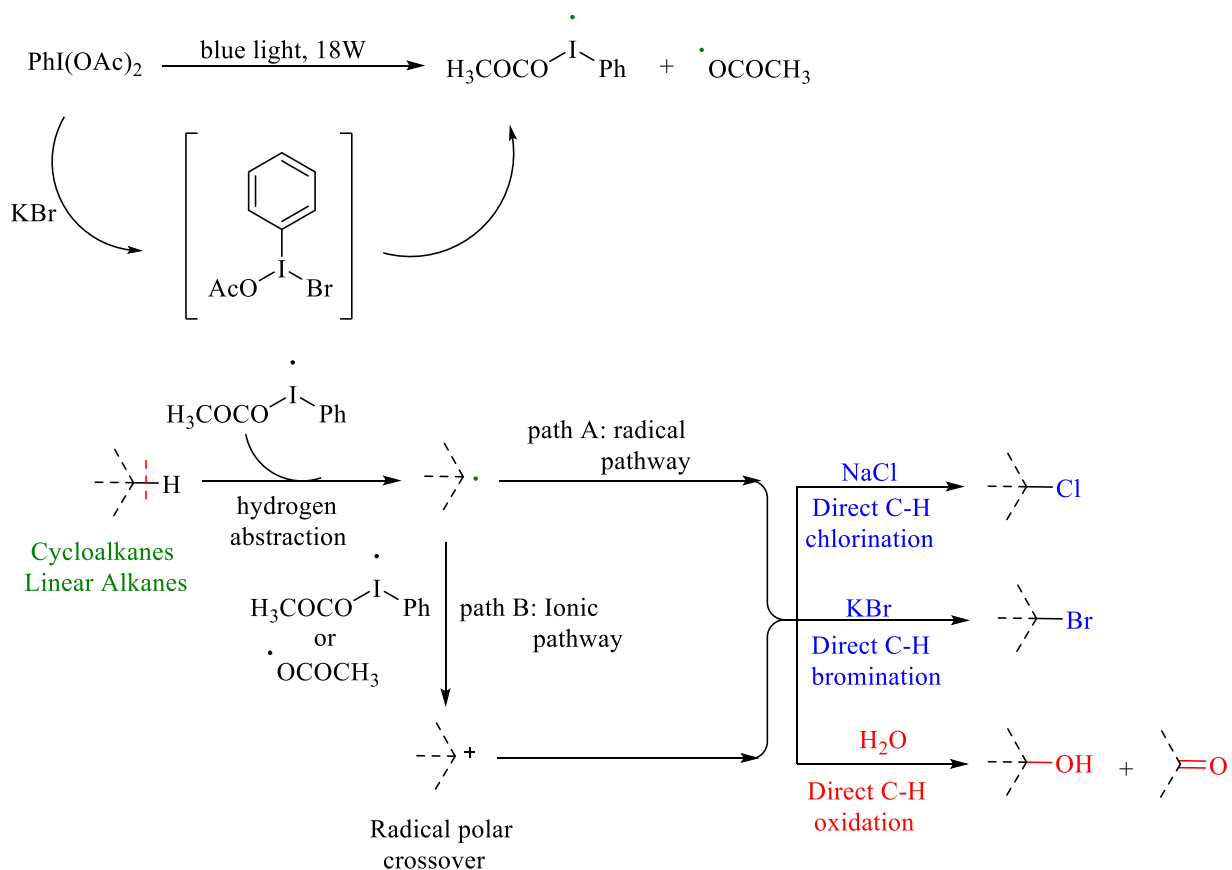 PhI(OAc)2
blue light, 18W
•
H3COCO I Ph
+
•OCOCH3
KBr
AcO I Br
•
H3COCO I Ph
H
hydrogen
abstraction
Cycloalkanes
Linear Alkanes
•
path A: radical
pathway
•
H3COCO I Ph
or
•OCOCH3
path B: Ionic
pathway
+
Radical polar
crossover
NaCl
Direct C-H
chlorination
Cl
KBr
Direct C-H
bromination
Br
H2O
Direct C-H
oxidation
OH
+
O